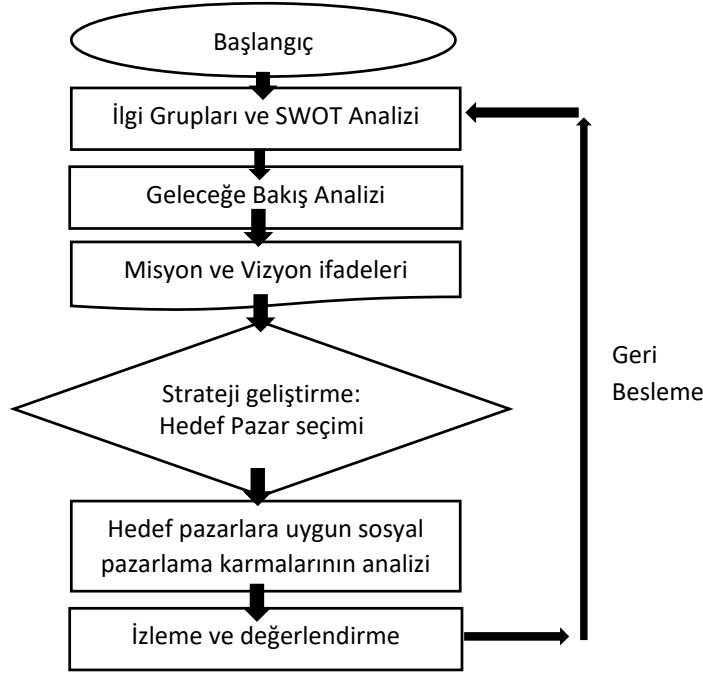 Başlangıç
İlgi Grupları ve SWOT Analizi
Geleceğe Bakış Analizi
Misyon ve Vizyon ifadeleri
Strateji geliştirme:
Hedef Pazar seçimi
Geri
Besleme
Hedef pazarlara uygun sosyal
pazarlama karmalarının analizi
İzleme ve değerlendirme